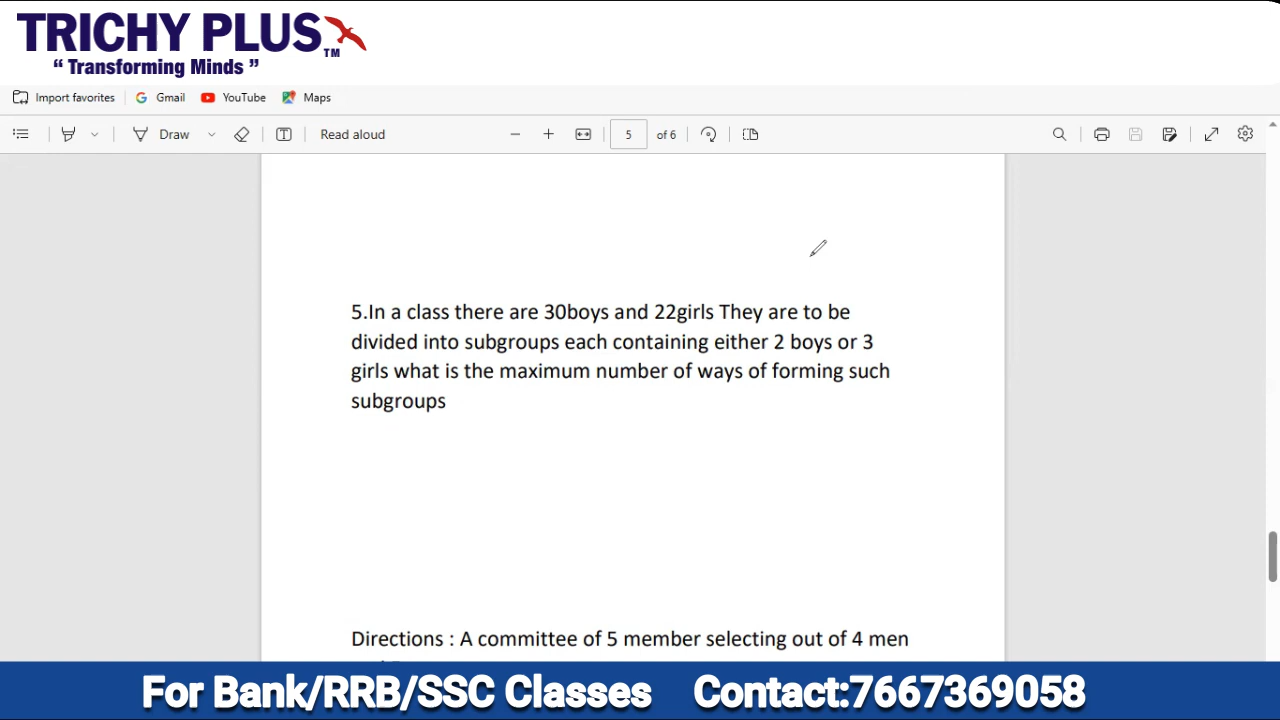 TRICHY PLUS TM
“ Transforming Minds ”
Import favorites Gmail YouTube Maps
Draw Read aloud 5 of 6
5.In a class there are 30boys and 22girls They are to be
divided into subgroups each containing either 2 boys or 3
girls what is the maximum number of ways of forming such
subgroups
Directions : A committee of 5 member selecting out of 4 men
For Bank/RRB/SSC Classes Contact:7667369058